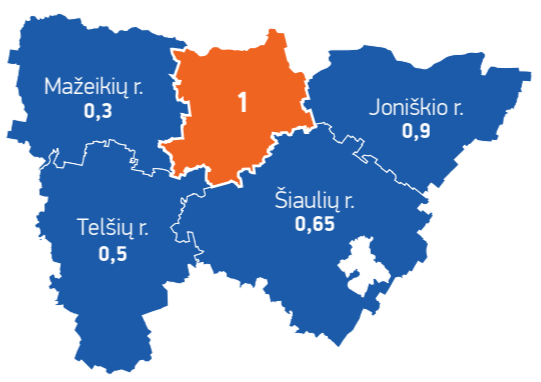 Mažeikių r.
0,3
1
Joniškio r.
0,9
Telšių r.
0,5
Šiaulių r.
0,65